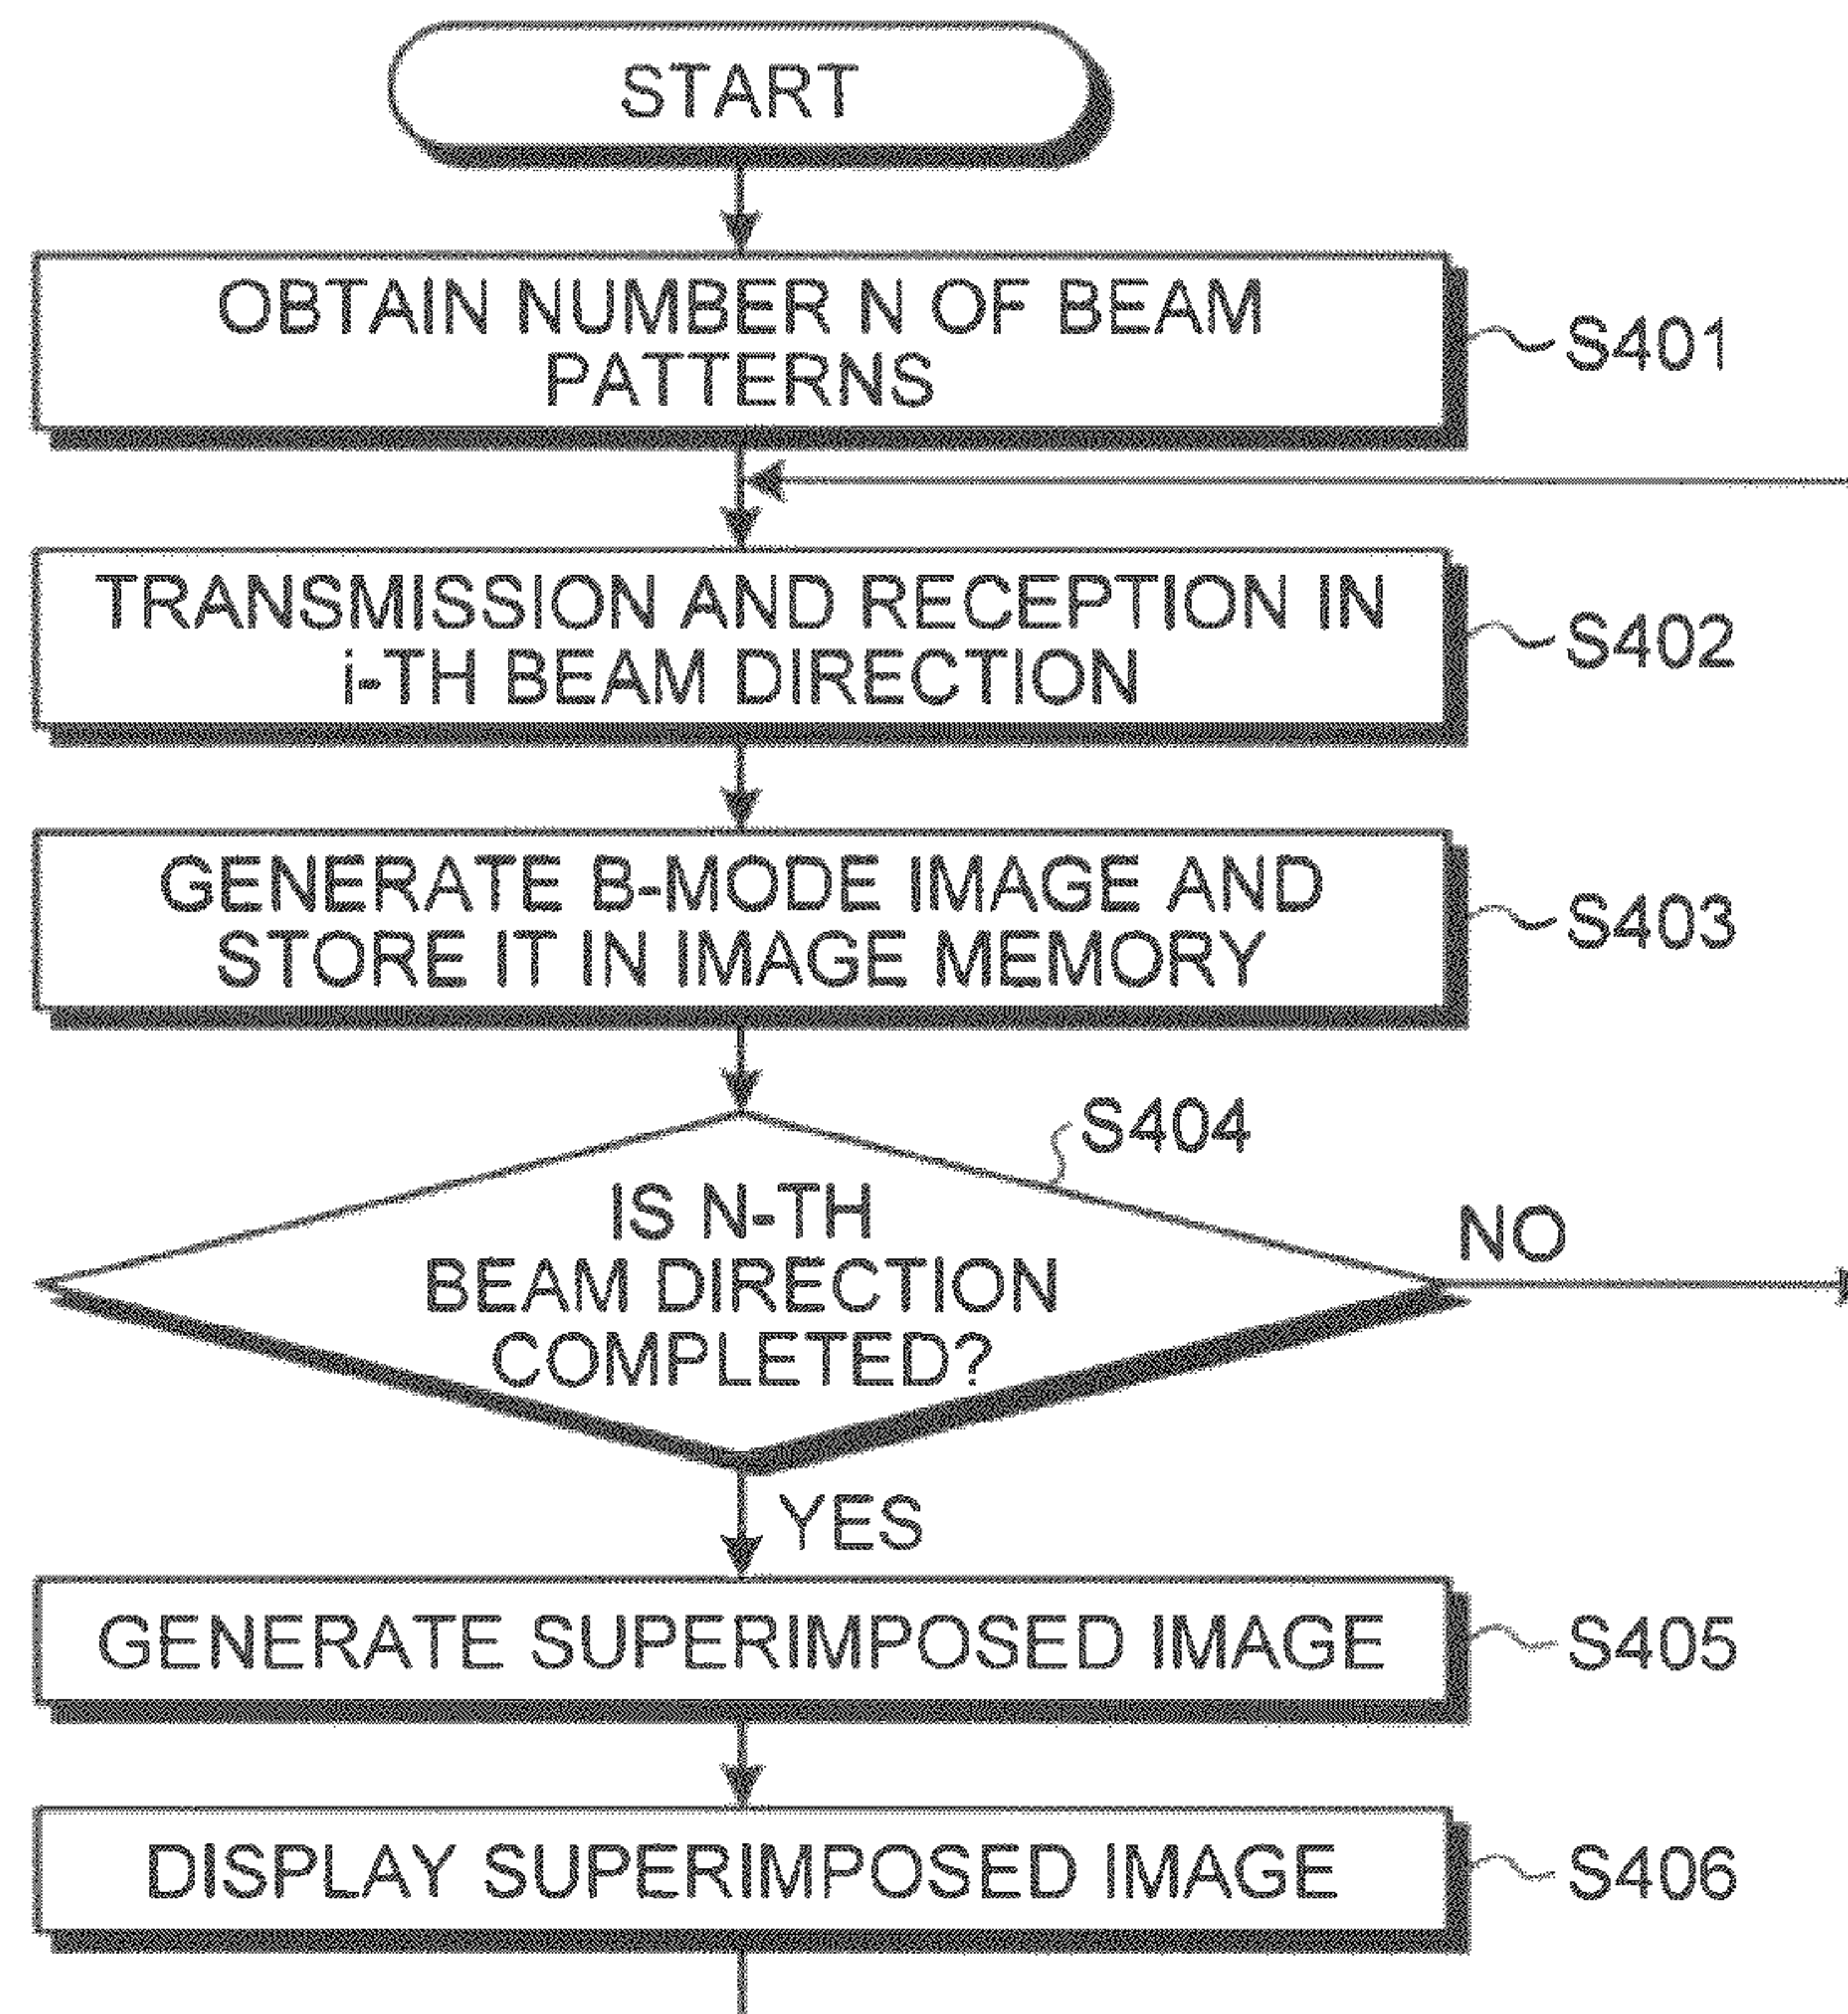 START
OBTAIN NUMBER N OF BEAM
PATTERNS
S401
TRANSMISSION AND RECEPTION IN
i-TH BEAM DIRECTION
S402
GENERATE B-MODE IMAGE AND
STORE IT IN IMAGE MEMORY
S403
S404
IS N-TH
BEAM DIRECTION
COMPLETED?
NO
YES
GENERATE SUPERIMPOSED IMAGE
S405
DISPLAY SUPERIMPOSED IMAGE
S406